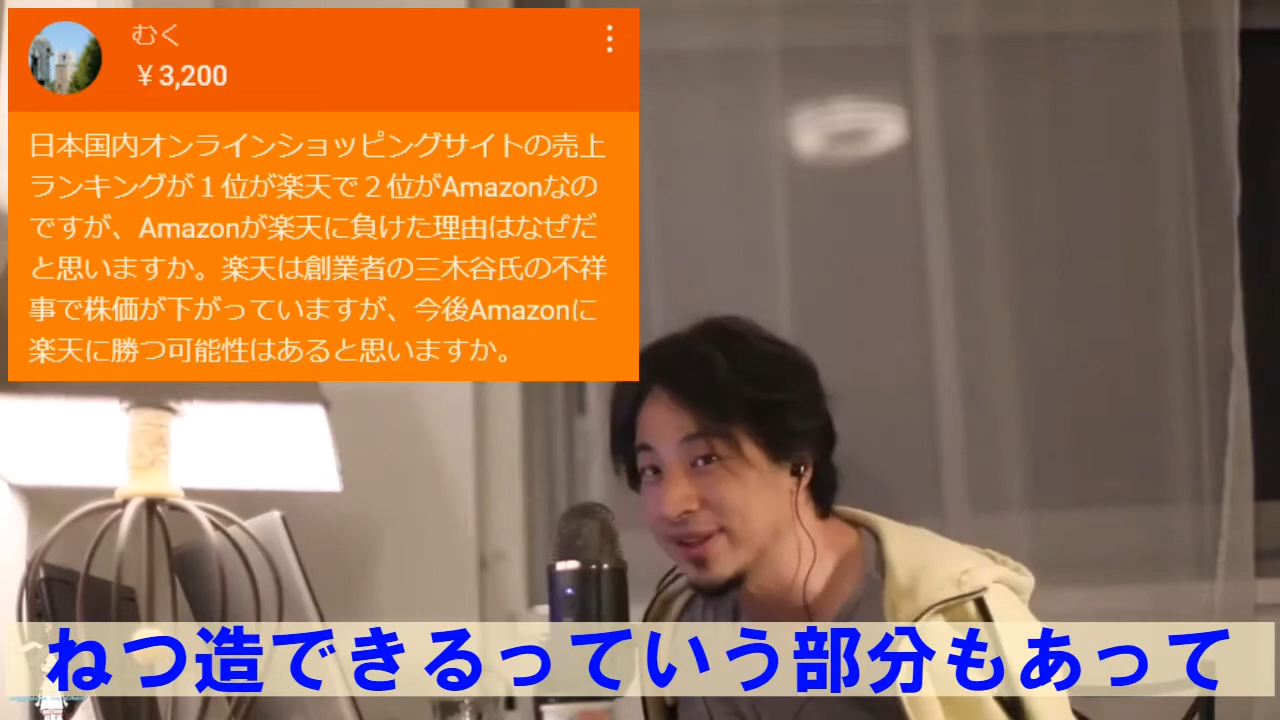 むく
￥3,200
日本国内オンラインショッピングサイトの売上
ランキングが１位が楽天で２位がAmazonなの
ですが、Amazonが楽天に負けた理由はなぜだ
と思いますか。楽天は創業者の三木谷氏の不祥
事で株価が下がっていますが、今後Amazonに
楽天に勝つ可能性はあると思いますか。
ねつ造できるっていう部分もあって